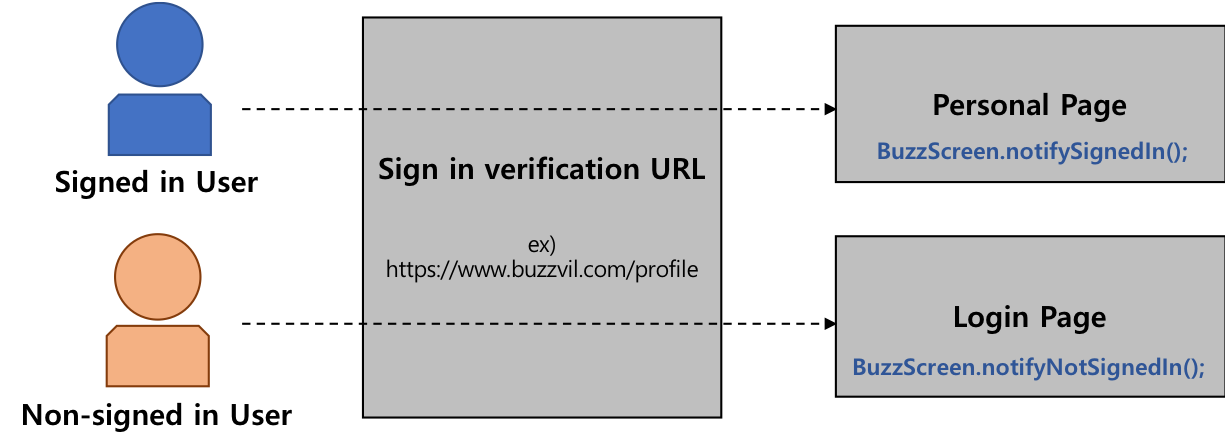 Signed in User
Non-signed in User
Sign in verification URL
ex)
https://www.buzzvil.com/profile
Personal Page
BuzzScreen.notifySignedIn();
Login Page
BuzzScreen.notifyNotSignedIn();